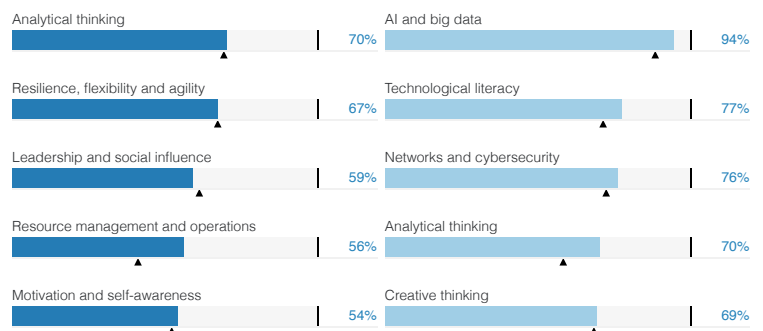 Analytical thinking
70%
Resilience, flexibility and agility
67%
Leadership and social influence
59%
Resource management and operations
56%
Motivation and self-awareness
54%
AI and big data
94%
Technological literacy
77%
Networks and cybersecurity
76%
Analytical thinking
70%
Creative thinking
69%